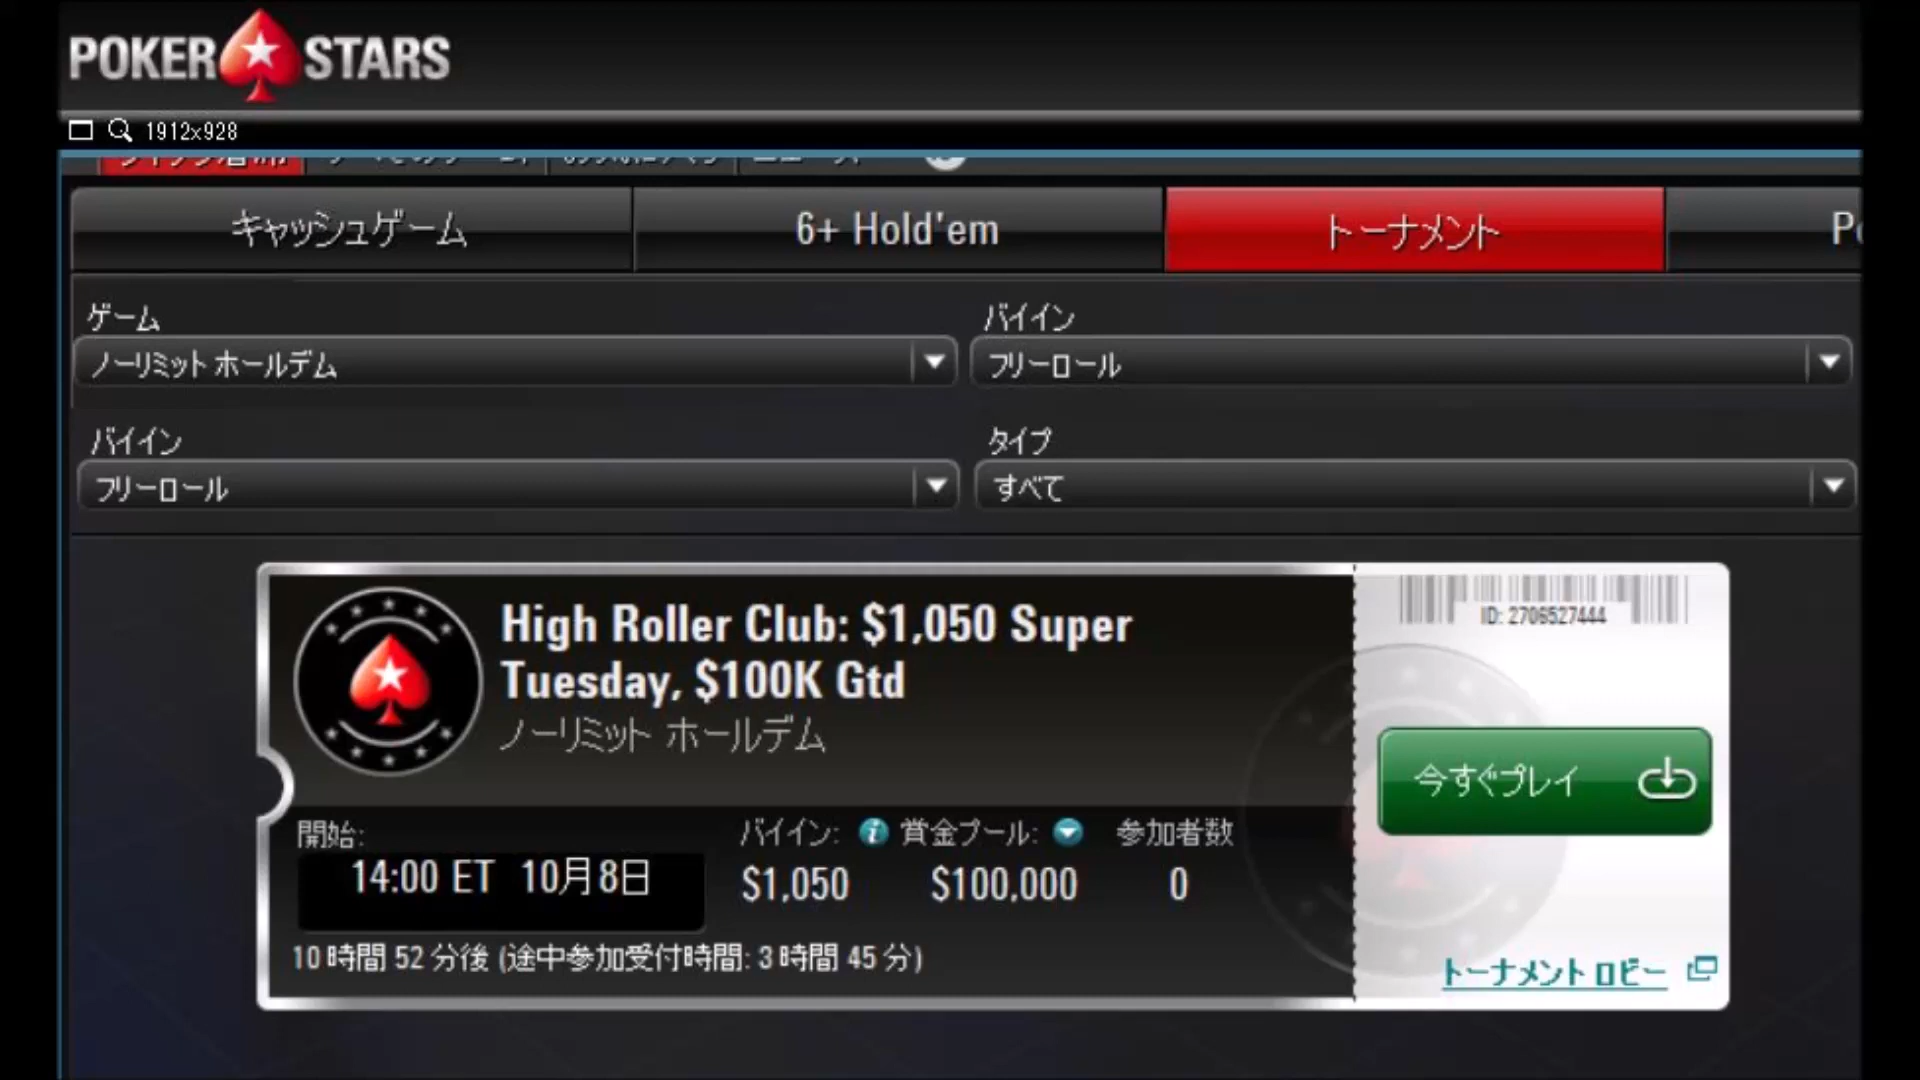 POKER STARS
1912x928
キャッシュゲーム
6+ Hold'em
トーナメント
ゲーム
バイイン
ノーリミット ホールデム
フリーロール
バイイン
タイプ
フリーロール
すべて
High Roller Club: $1,050 Super
Tuesday, $100K Gtd
ノーリミット ホールデム
ID: 2706527444
今すぐプレイ
開始:
バイイン:
賞金プール:
参加者数
14:00 ET 10月8日
$1,050
$100,000
0
10 時間 52 分後 (途中参加受付時間: 3 時間 45 分)
トーナメント ロビー